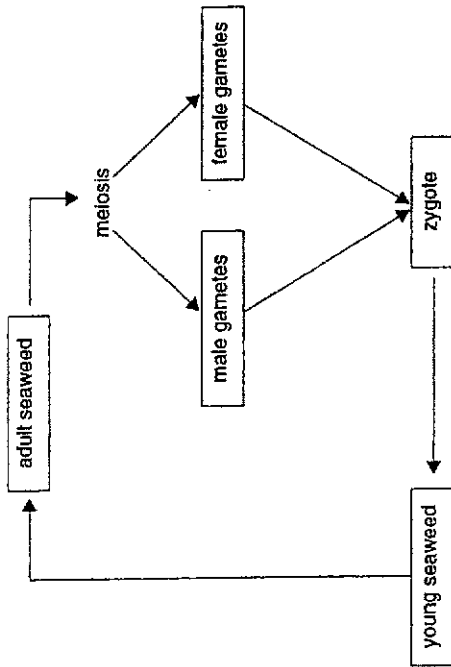 adult seaweed
meiosis
male gametes
female gametes
zygote
young seaweed